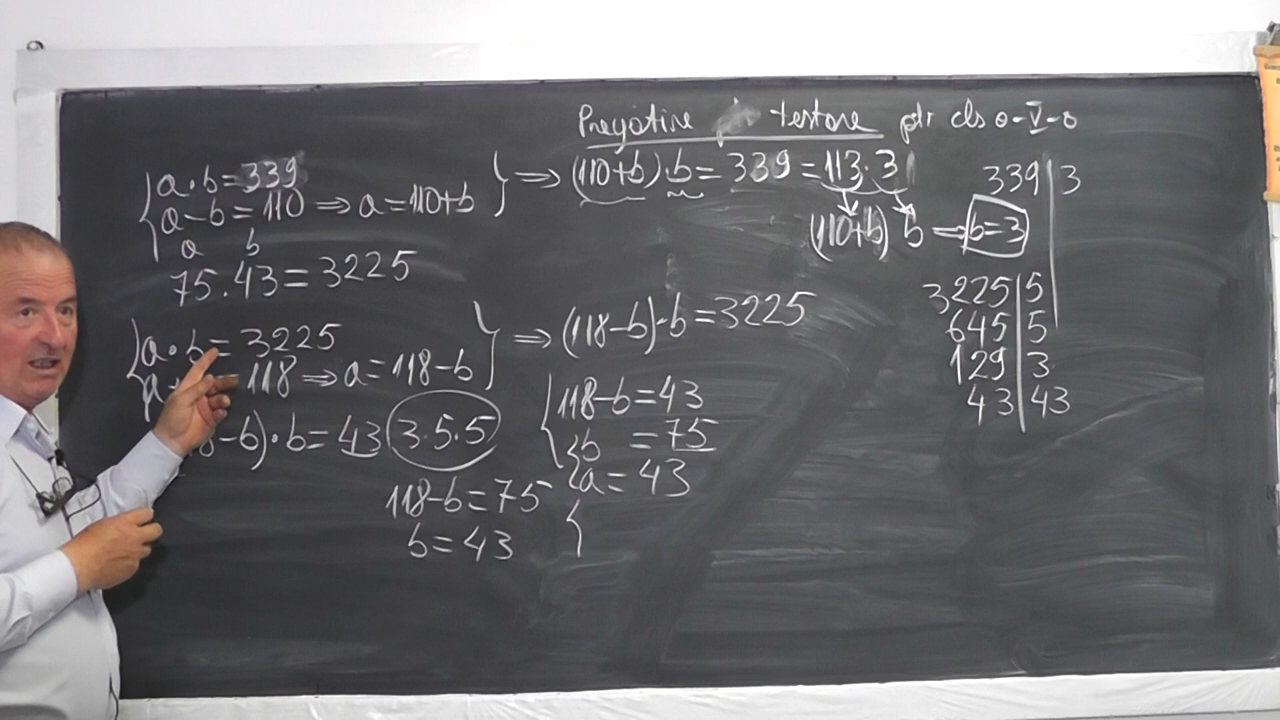 Pregătire testare ptr cls a-V-a
a·b=339
a-b=110 ⇒ a=110+b
} ⇒ (110+b)·b=339=113·3
(110+b) b ⇒ b=3
339|3
a b
75·43=3225
a·b=3225
=118 ⇒ a=118-b
} ⇒ (118-b)·b=3225
-b)·b=43(3·5·5)
118-b=75
b=43
{118-b=43
b =75
a=43
3225|5
645|5
129|3
43|43